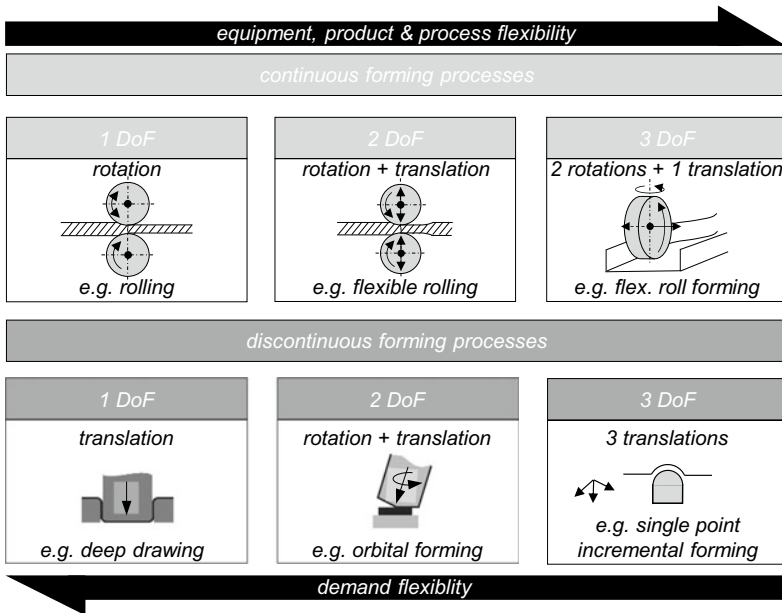 equipment, product & process flexibility
continuous forming processes
1 DoF
rotation
e.g. rolling
2 DoF
rotation + translation
e.g. flexible rolling
3 DoF
2 rotations + 1 translation
e.g. flex. roll forming
discontinuous forming processes
1 DoF
translation
e.g. deep drawing
2 DoF
rotation + translation
e.g. orbital forming
3 DoF
3 translations
e.g. single point
incremental forming
demand flexiblity